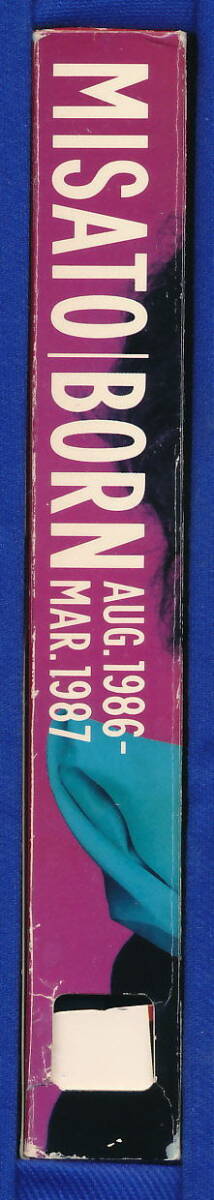 MISATO|BORN
AUG. 1986-
MAR. 1987